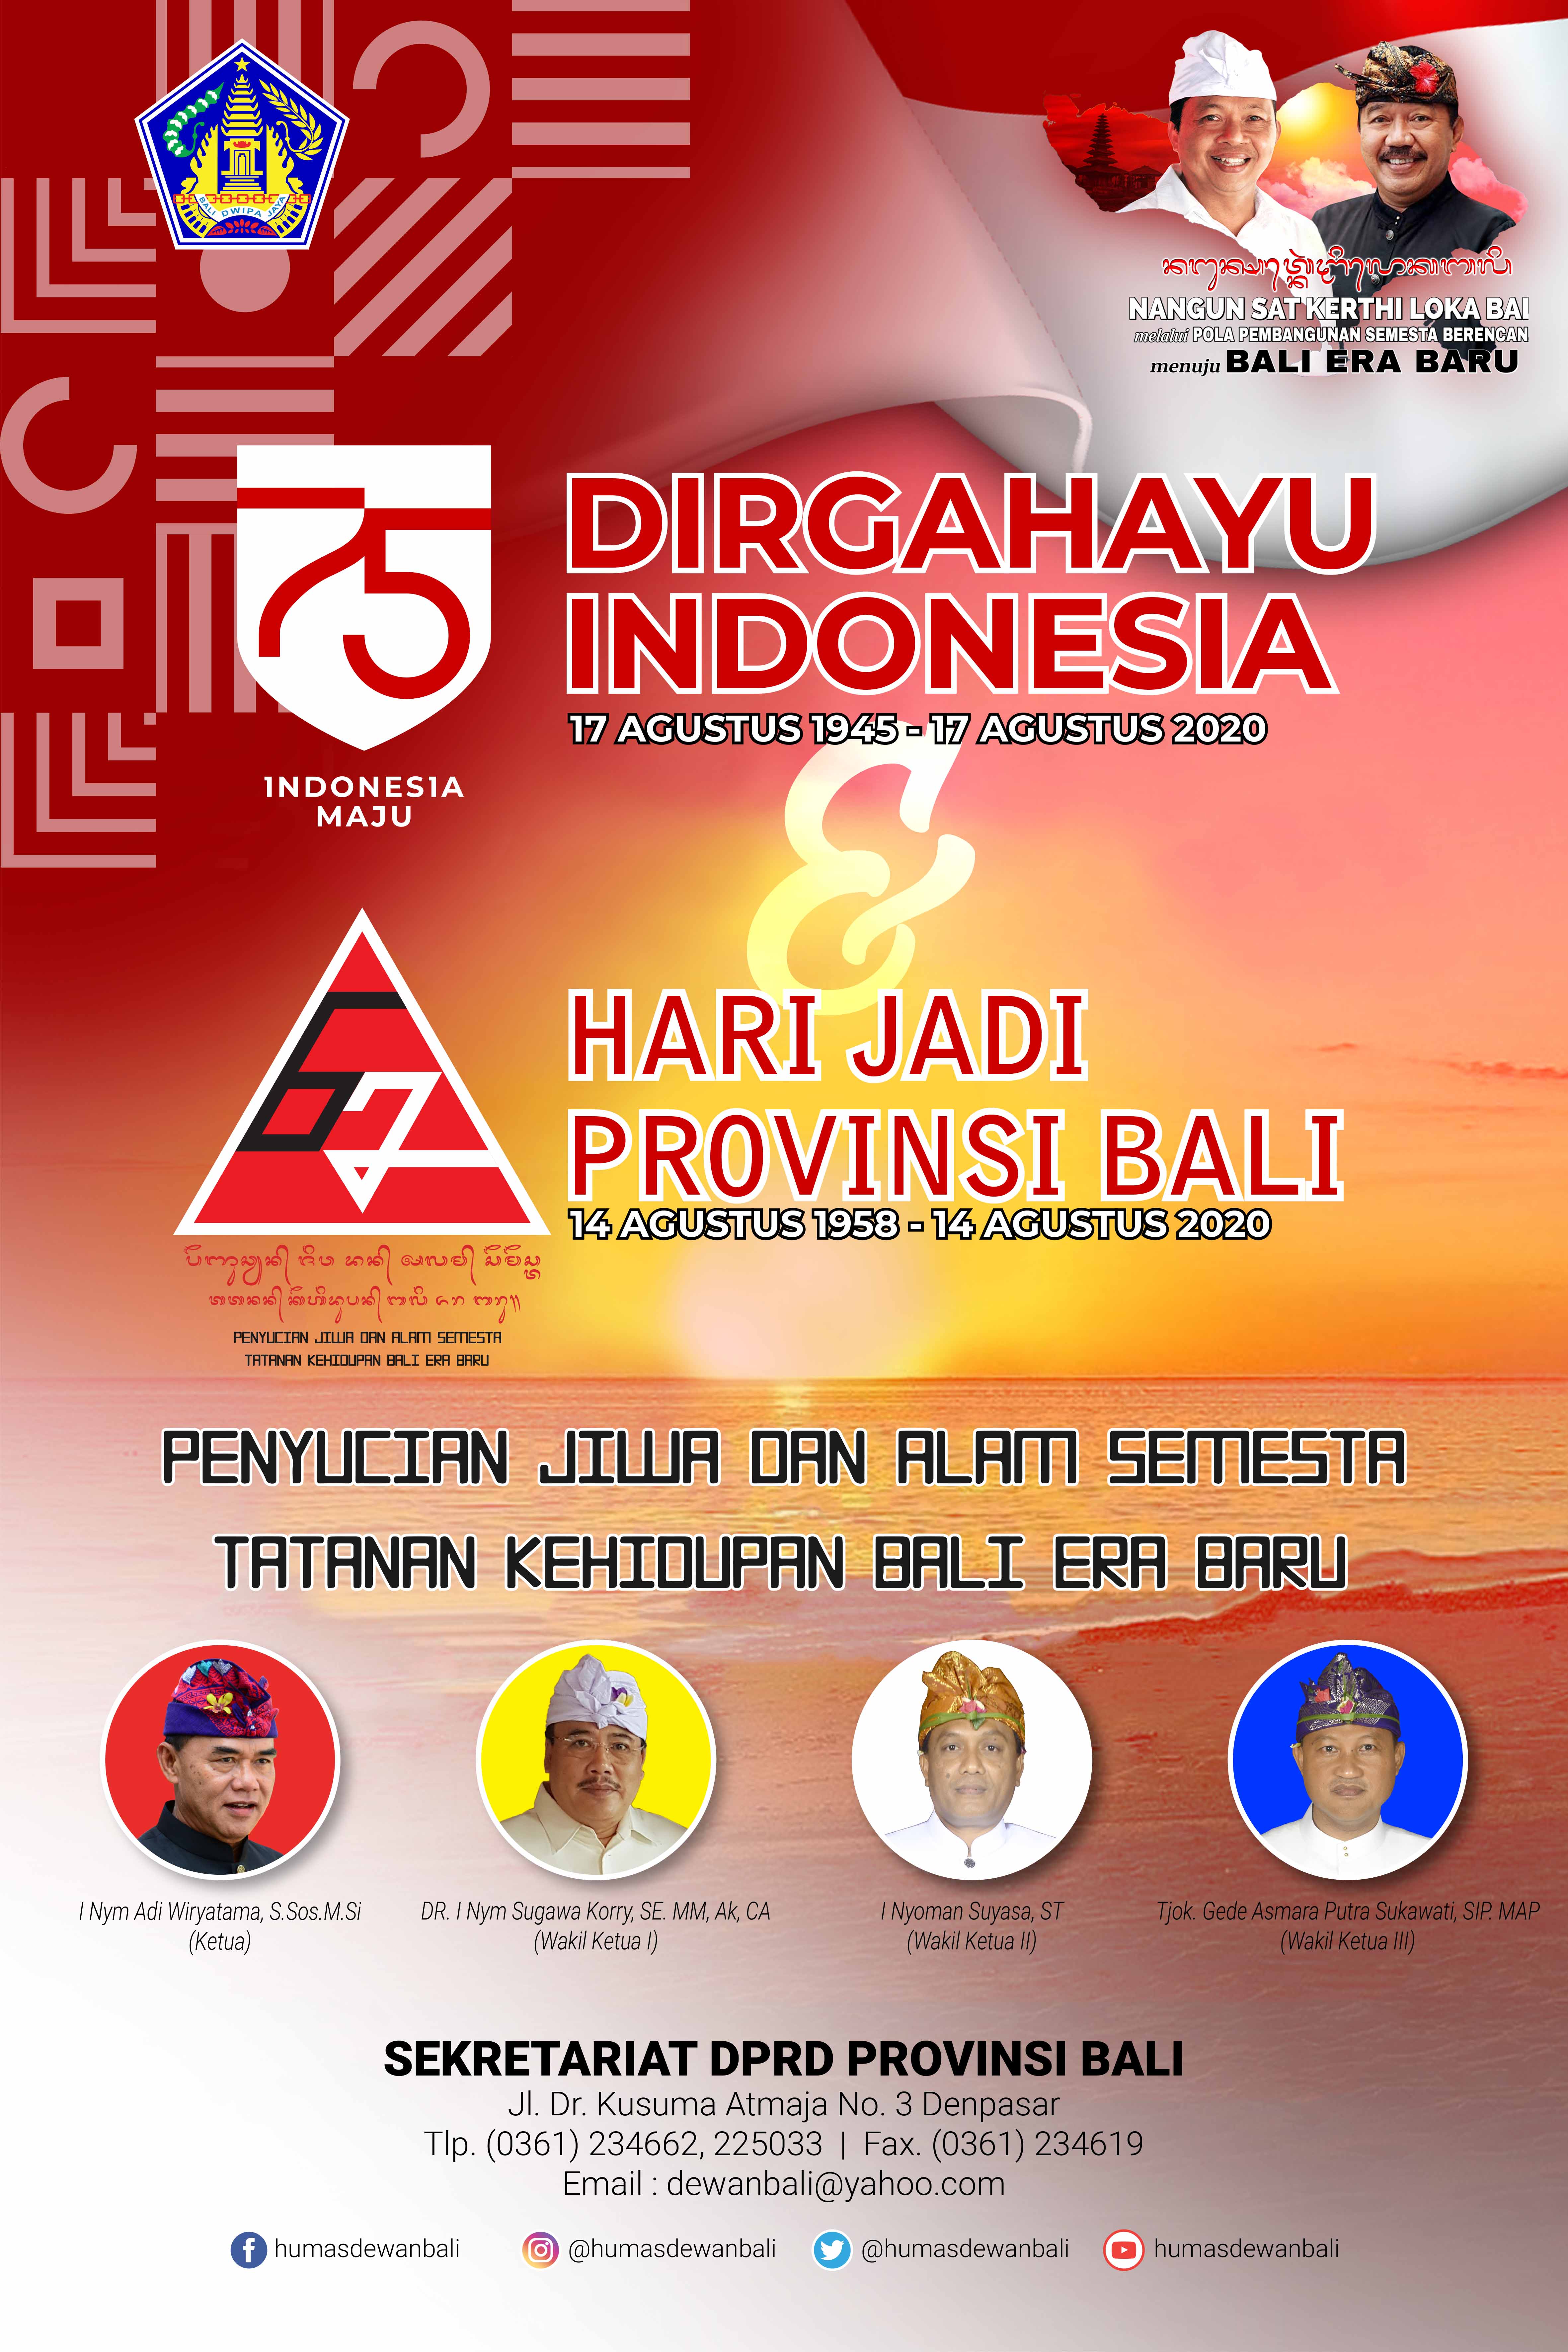 BALI DWIPA JAYA
NANGUN SAT KERTHI LOKA BAI
melalui POLA PEMBANGUNAN SEMESTA BERENCAN
menuju BALI ERA BARU
75
DIRGAHAYU
INDONESIA
17 AGUSTUS 1945 - 17 AGUSTUS 2020
1NDONES1A
MAJU
&
62
HARI JADI
PROVINSI BALI
14 AGUSTUS 1958 - 14 AGUSTUS 2020
PENYUCIAN JIWA DAN ALAM SEMESTA
TATANAN KEHIDUPAN BALI ERA BARU
PENYUCIAN JIWA DAN ALAM SEMESTA
TATANAN KEHIDUPAN BALI ERA BARU
I Nym Adi Wiryatama, S.Sos.M.Si
(Ketua)
DR. I Nym Sugawa Korry, SE. MM, Ak, CA
(Wakil Ketua I)
I Nyoman Suyasa, ST
(Wakil Ketua II)
Tjok. Gede Asmara Putra Sukawati, SIP. MAP
(Wakil Ketua III)
SEKRETARIAT DPRD PROVINSI BALI
Jl. Dr. Kusuma Atmaja No. 3 Denpasar
Tlp. (0361) 234662, 225033 | Fax. (0361) 234619
Email : dewanbali@yahoo.com
humasdewanbali
@humasdewanbali
@humasdewanbali
humasdewanbali